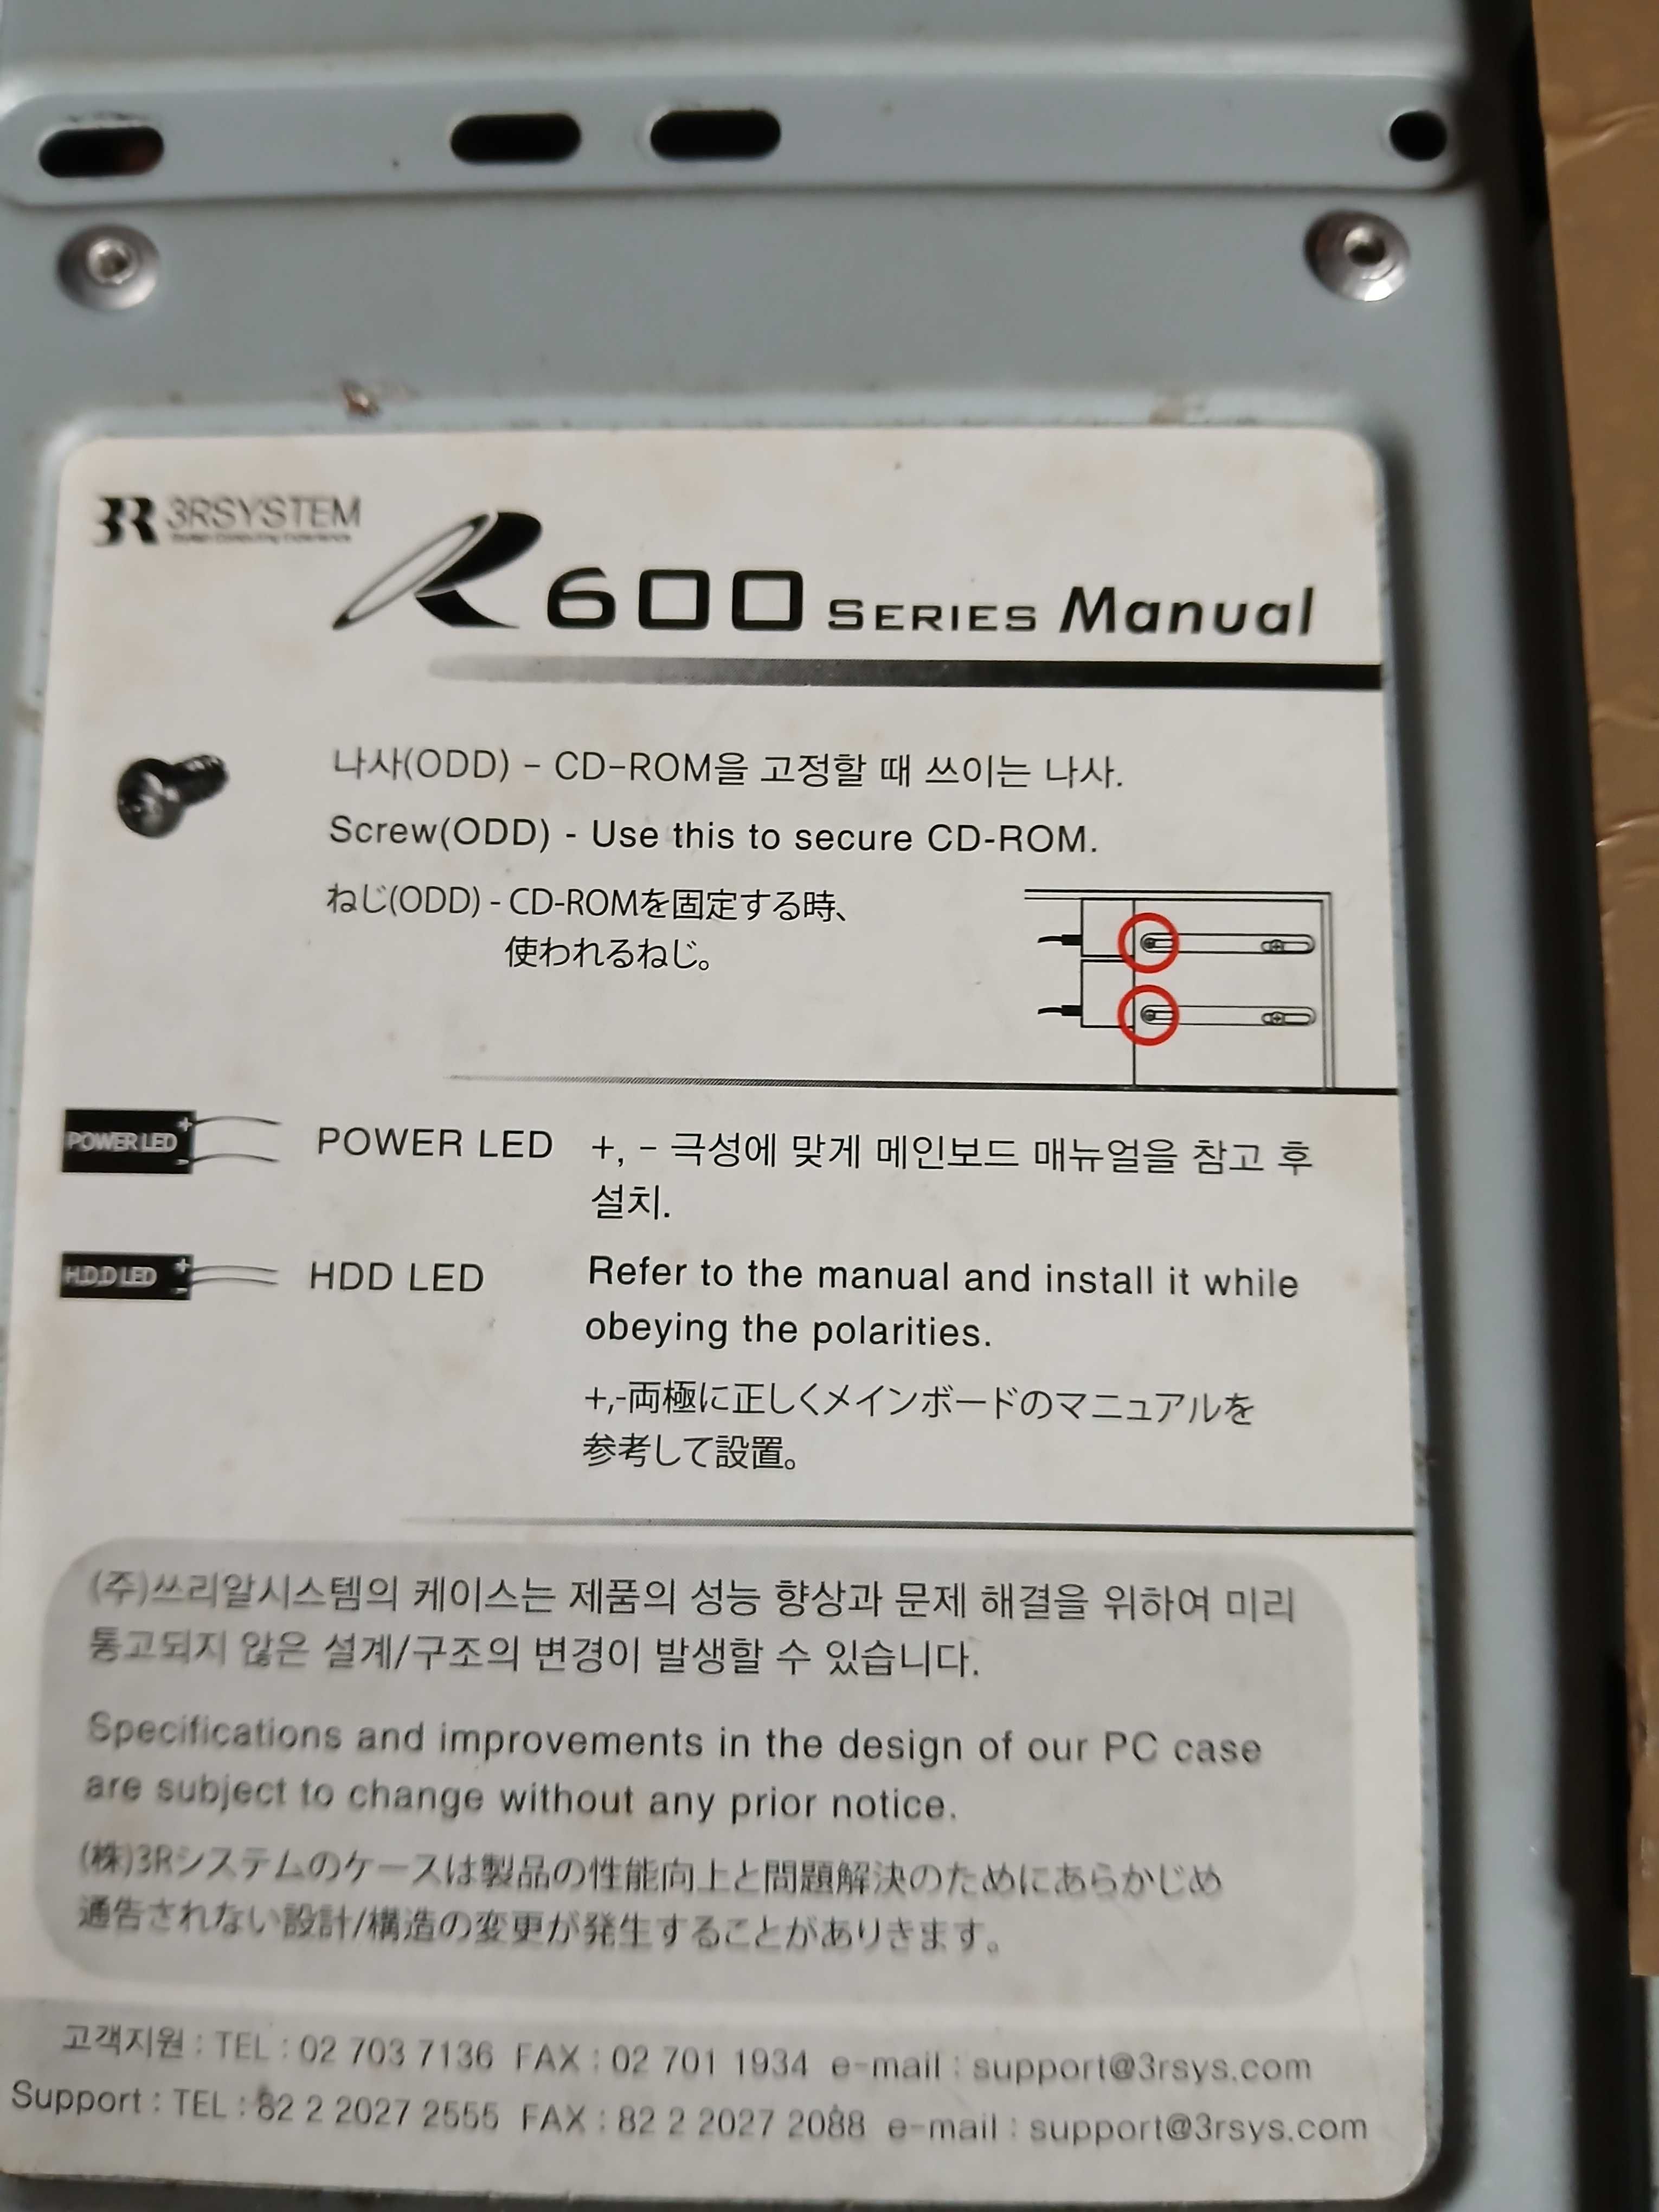 3R 3RSYSTEM
R600 SERIES Manual
나사(ODD) - CD-ROM을 고정할 때 쓰이는 나사.
Screw(ODD) - Use this to secure CD-ROM.
ねじ(ODD) - CD-ROMを固定する時、
使われるねじ。
POWER LED + -
POWER LED
+, - 극성에 맞게 메인보드 매뉴얼을 참고 후
설치.
H.D.D LED + -
HDD LED
Refer to the manual and install it while
obeying the polarities.
+,-両極に正しくメインボードのマニュアルを
参考して設置。
(주)쓰리알시스템의 케이스는 제품의 성능 향상과 문제 해결을 위하여 미리
통고되지 않은 설계/구조의 변경이 발생할 수 있습니다.
Specifications and improvements in the design of our PC case
are subject to change without any prior notice.
(株)3Rシステムのケースは製品の性能向上と問題解決のためにあらかじめ
通告されない設計/構造の変更が発生することがありきます。
고객지원 : TEL : 02 703 7136 FAX : 02 701 1934 e-mail : support@3rsys.com
Support : TEL : 82 2 2027 2555 FAX : 82 2 2027 2088 e-mail : support@3rsys.com